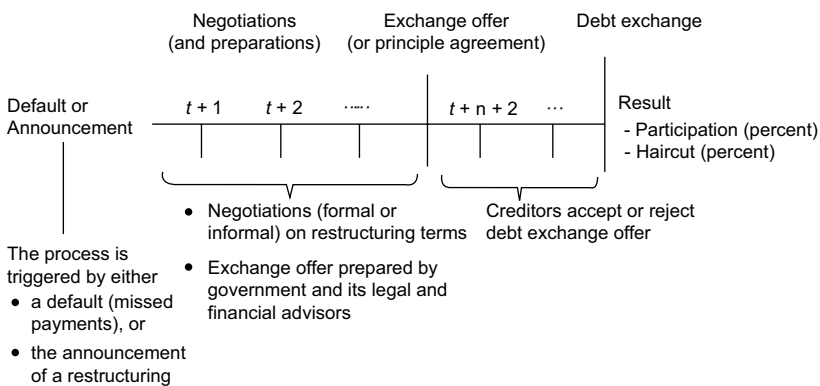 Negotiations
(and preparations)
Exchange offer
(or principle agreement)
Debt exchange
Default or
Announcement
t + 1
t + 2
......
t + n + 2
...
Result
- Participation (percent)
- Haircut (percent)
• Negotiations (formal or
informal) on restructuring terms
• Exchange offer prepared by
government and its legal and
financial advisors
Creditors accept or reject
debt exchange offer
The process is
triggered by either
• a default (missed
payments), or
• the announcement
of a restructuring